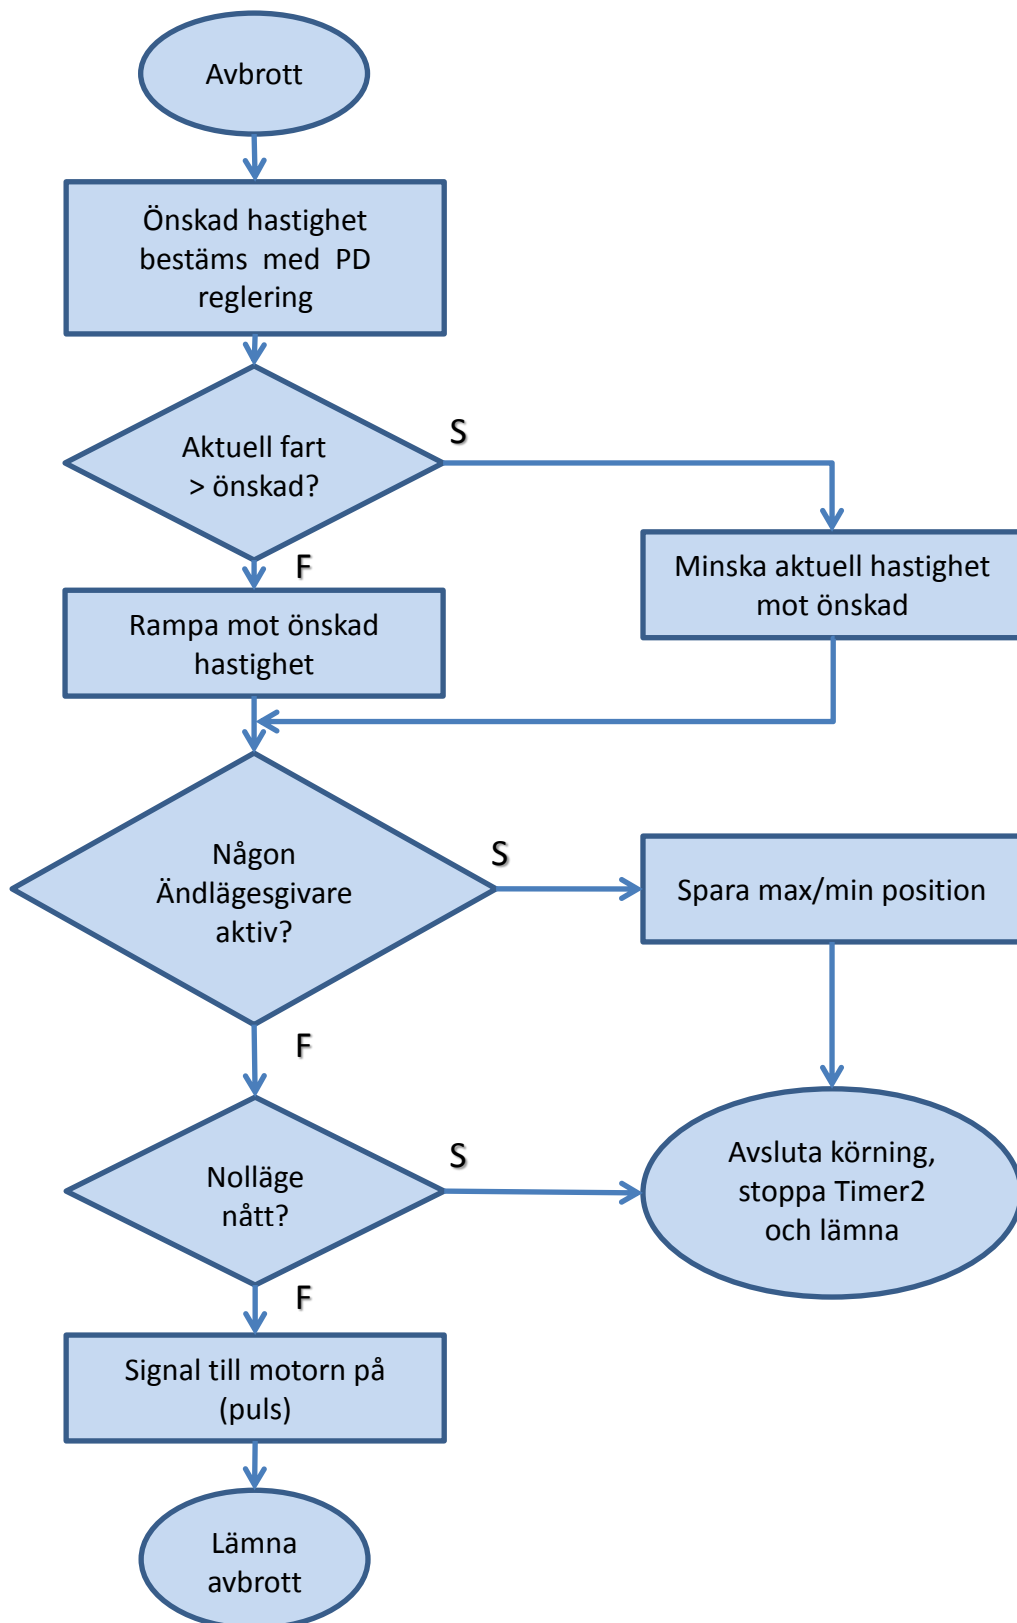 Avbrott
Önskad hastighet
bestäms med PD
reglering
Aktuell fart
> önskad?
S
F
Minska aktuell hastighet
mot önskad
Rampa mot önskad
hastighet
Någon
Ändlägesgivare
aktiv?
S
Spara max/min position
F
Nolläge
nått?
S
Avsluta körning,
stoppa Timer2
och lämna
F
Signal till motorn på
(puls)
Lämna
avbrott